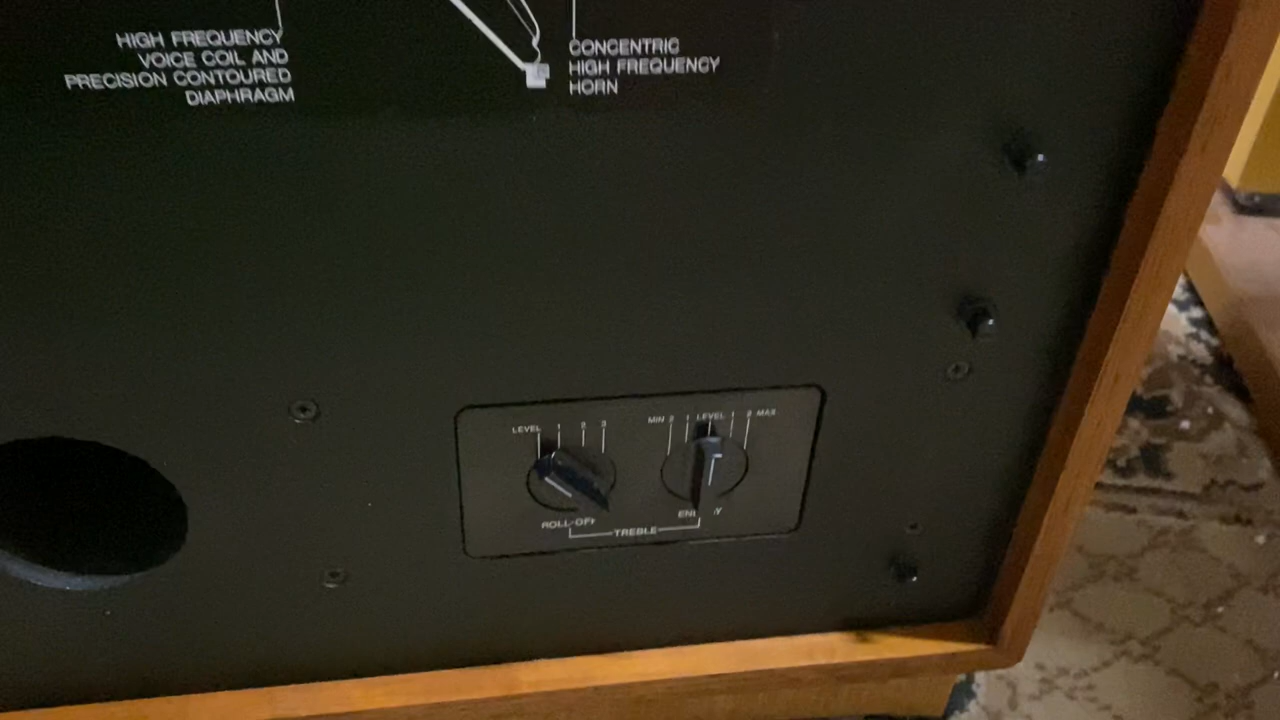 HIGH FREQUENCY
VOICE COIL AND
PRECISION CONTOURED
DIAPHRAGM
CONCENTRIC
HIGH FREQUENCY
HORN
LEVEL 1 2 3
MIN 2 1 LEVEL 1 2 MAX
ROLL-OFF
TREBLE